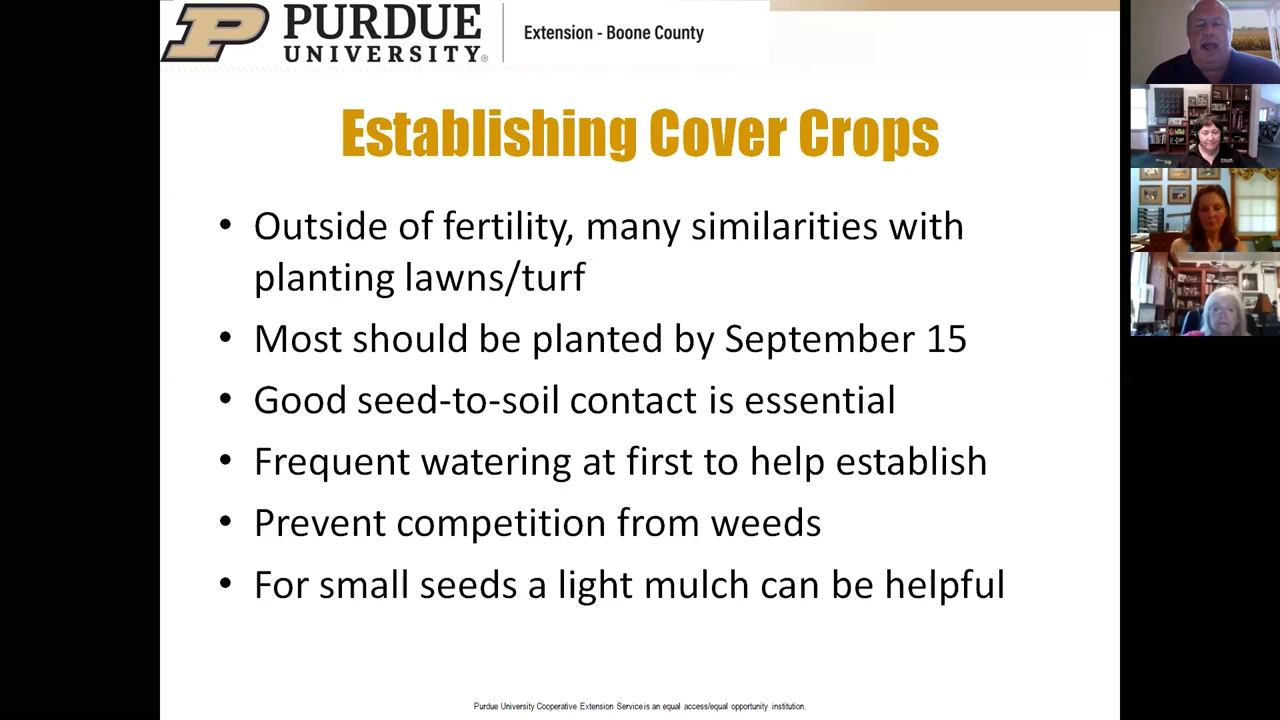 PURDUE
UNIVERSITY®
Extension - Boone County
Establishing Cover Crops
• Outside of fertility, many similarities with
planting lawns/turf
• Most should be planted by September 15
• Good seed-to-soil contact is essential
• Frequent watering at first to help establish
• Prevent competition from weeds
• For small seeds a light mulch can be helpful
Purdue University Cooperative Extension Service is an equal access/equal opportunity institution.